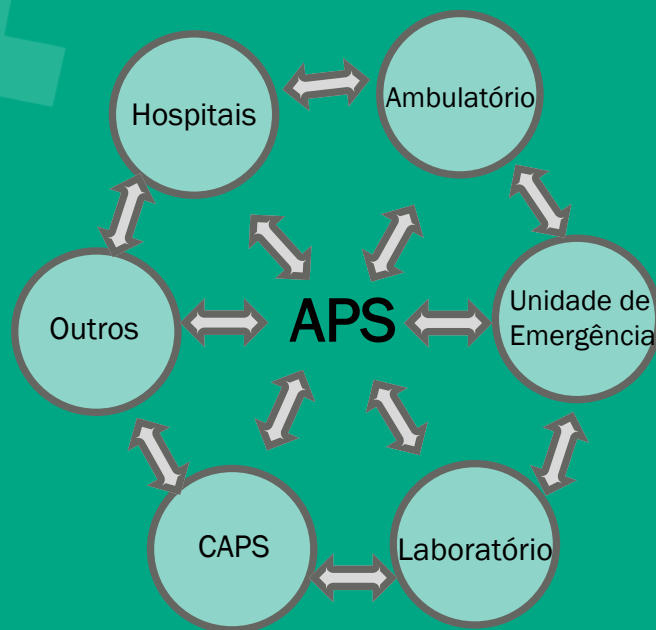 Hospitais
Ambulatório
Outros
APS
Unidade de
Emergência
CAPS
Laboratório